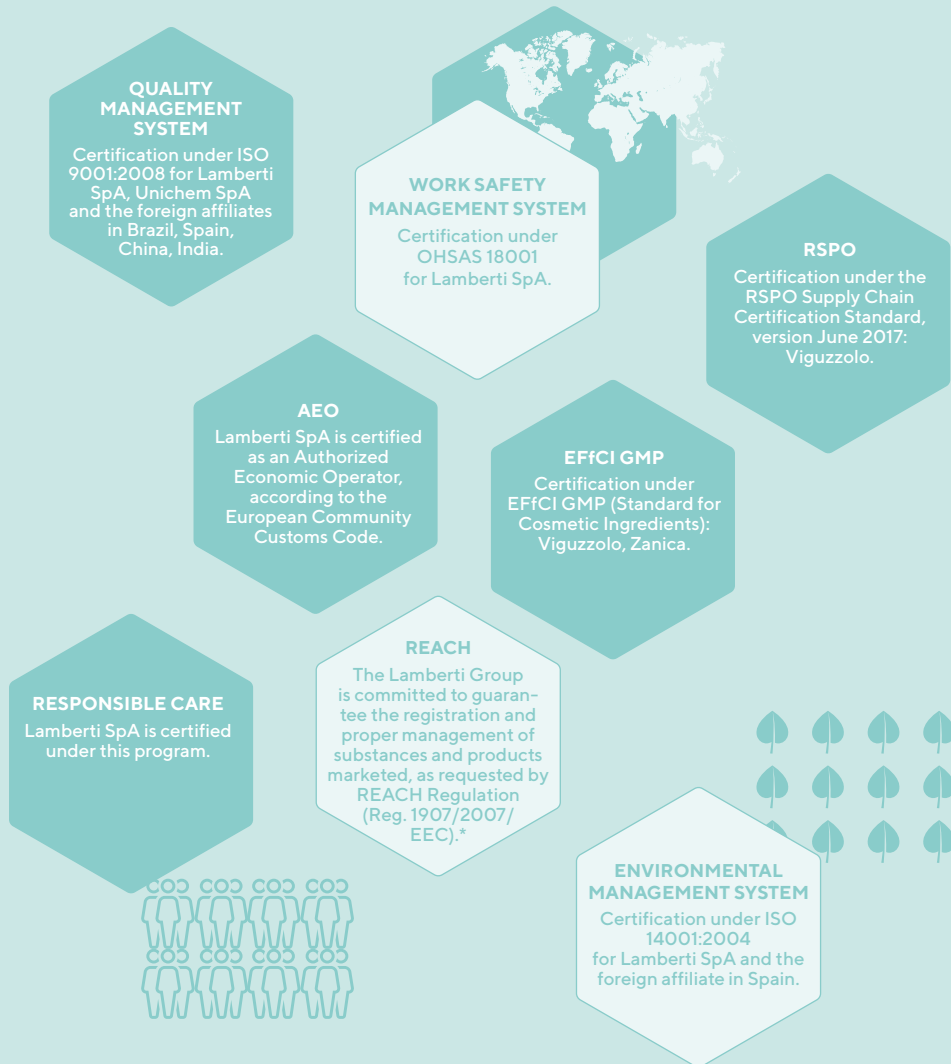 QUALITY
MANAGEMENT
SYSTEM
Certification under ISO
9001:2008 for Lamberti
SpA, Unichem SpA
and the foreign affiliates
in Brazil, Spain,
China, India.
WORK SAFETY
MANAGEMENT SYSTEM
Certification under
OHSAS 18001
for Lamberti SpA.
RSPO
Certification under the
RSPO Supply Chain
Certification Standard,
version June 2017:
Viguzzolo.
AEO
Lamberti SpA is certified
as an Authorized
Economic Operator,
according to the
European Community
Customs Code.
EFfCI GMP
Certification under
EFfCI GMP (Standard for
Cosmetic Ingredients):
Viguzzolo, Zanica.
RESPONSIBLE CARE
Lamberti SpA is certified
under this program.
REACH
The Lamberti Group
is committed to guaran-
tee the registration and
proper management of
substances and products
marketed, as requested by
REACH Regulation
(Reg. 1907/2007/
EEC).*
ENVIRONMENTAL
MANAGEMENT SYSTEM
Certification under ISO
14001:2004
for Lamberti SpA and the
foreign affiliate in Spain.